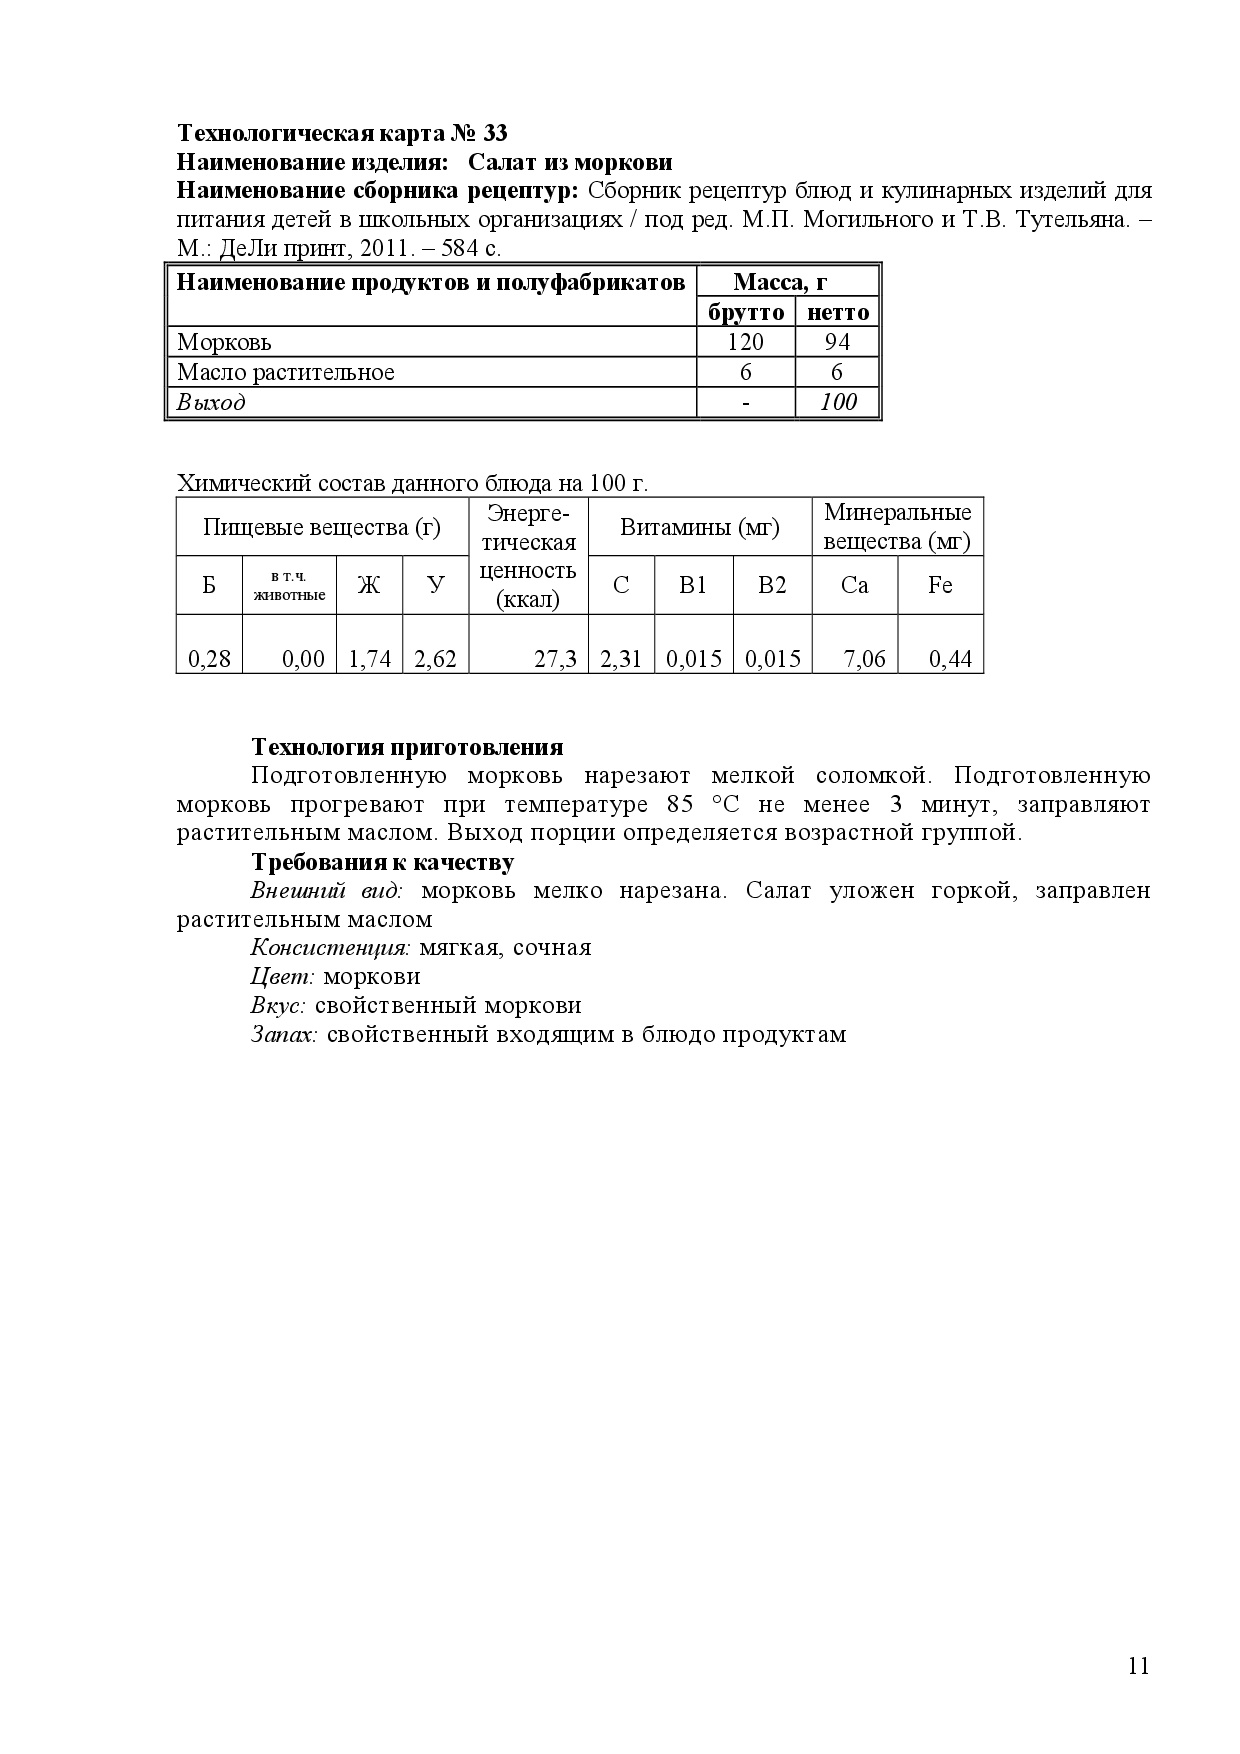 Технологическая карта № 33
Наименование изделия: Салат из моркови
Наименование сборника рецептур: Сборник рецептур блюд и кулинарных изделий для
питания детей в школьных организациях / под ред. М.П. Могильного и Т.В. Тутельяна. –
М.: ДеЛи принт, 2011. – 584 с.
Наименование продуктов и полуфабрикатов Масса, г
брутто нетто
Морковь 120 94
Масло растительное 6 6
Выход - 100
Химический состав данного блюда на 100 г.
Пищевые вещества (г) Энерге-
тическая
ценность
(ккал) Витамины (мг) Минеральные
вещества (мг)
Б в т.ч.
животные Ж У С В1 В2 Ca Fe
0,28 0,00 1,74 2,62 27,3 2,31 0,015 0,015 7,06 0,44
Технология приготовления
Подготовленную морковь нарезают мелкой соломкой. Подготовленную
морковь прогревают при температуре 85 °С не менее 3 минут, заправляют
растительным маслом. Выход порции определяется возрастной группой.
Требования к качеству
Внешний вид: морковь мелко нарезана. Салат уложен горкой, заправлен
растительным маслом
Консистенция: мягкая, сочная
Цвет: моркови
Вкус: свойственный моркови
Запах: свойственный входящим в блюдо продуктам
11